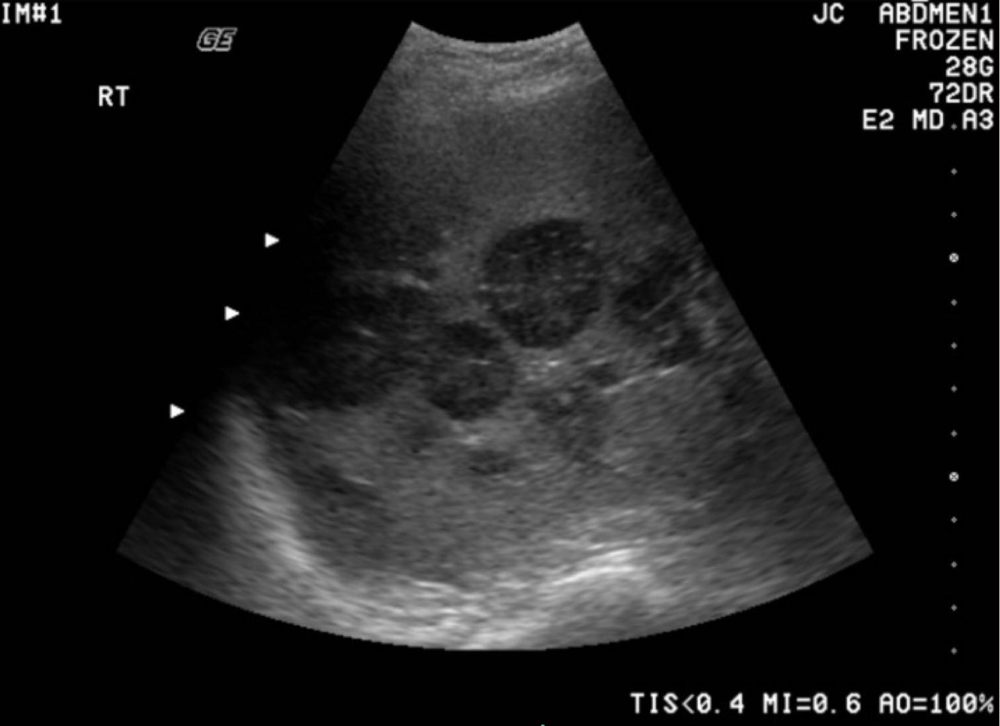 IM#1
GE
RT
JC ABDMEN1
FROZEN
28G
72DR
E2 MD.A3
TIS<0.4 MI=0.6 AO=100%